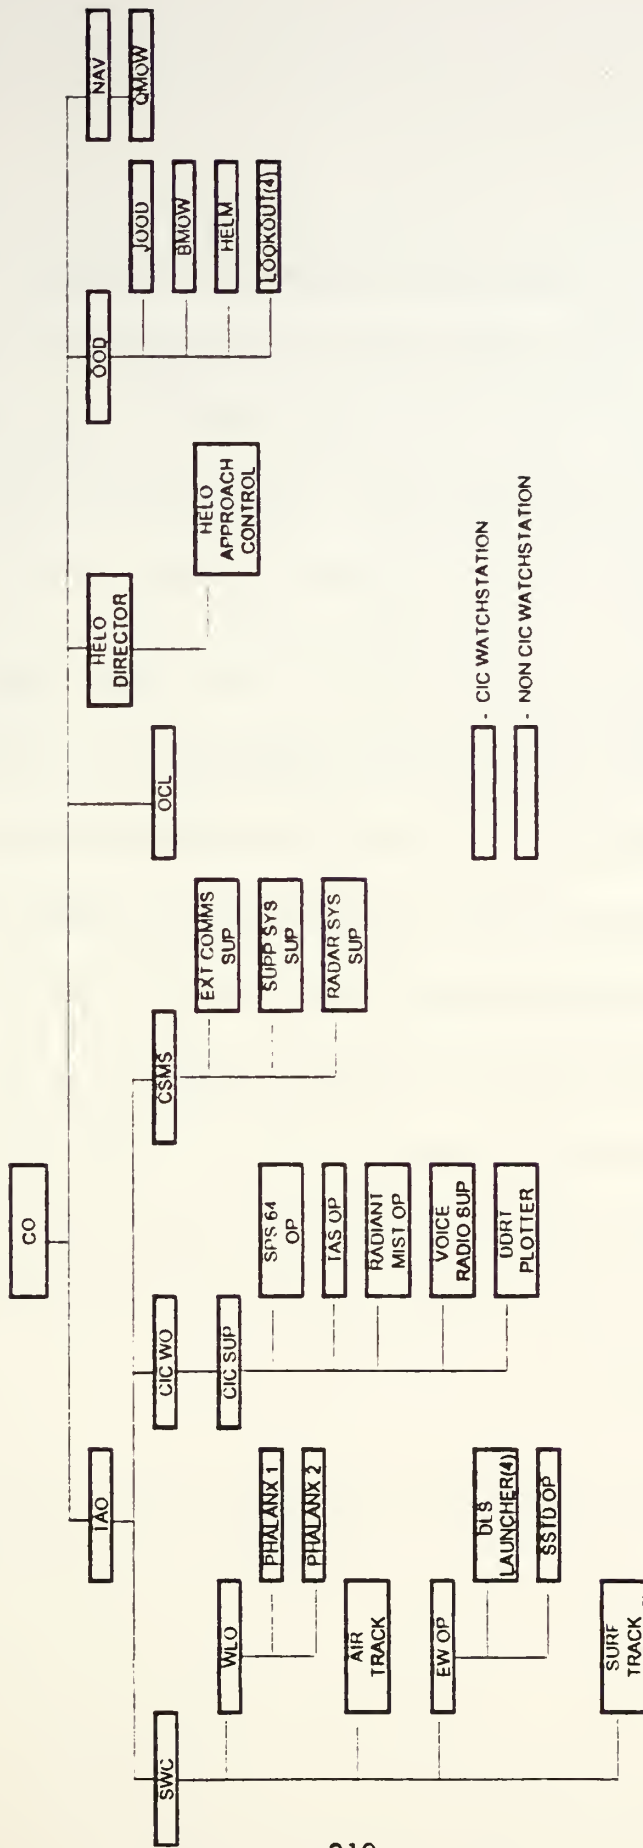 CO
TAO
OCL
HELO
DIRECTOR
HELO
APPROACH
CONTROL
OOD
JOOD
BMOW
HELM
LOOKOUT(4)
NAV
QMOW
SWC
WLO
PHALANX 1
PHALANX 2
AIR
TRACK
EW OP
DLS
LAUNCHER(4)
SSTD OP
SURF
TRACK
CIC WO
CIC SUP
SPS 64
OP
TAS OP
RADIANT
MIST OP
VOICE
RADIO SUP
DDRT
PLOTTER
CSMS
EXT COMMS
SUP
SUPP SYS
SUP
RADAR SYS
SUP
- CIC WATCHSTATION
- NON CIC WATCHSTATION